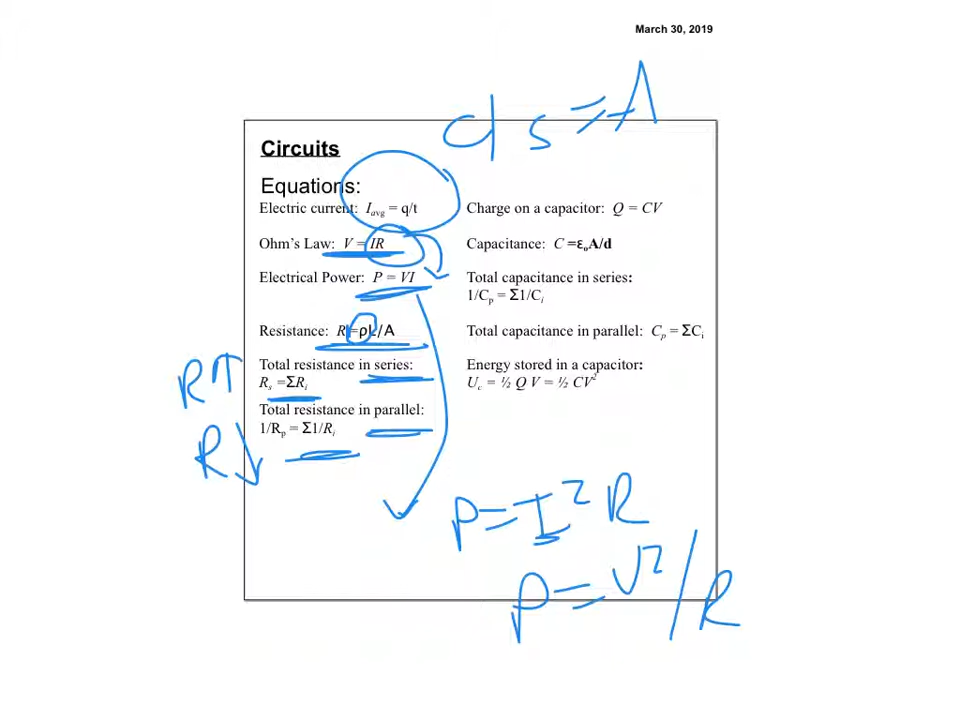 March 30, 2019
c/s = A
Circuits
Equations:
Electric current: Iavg = q/t
Charge on a capacitor: Q = CV
Ohm's Law: V = IR
Capacitance: C =εoA/d
Electrical Power: P = VI
Total capacitance in series:
1/Cp = Σ1/Ci
Resistance: R =ρL/A
Total capacitance in parallel: Cp = ΣCi
R↑
Total resistance in series:
Rs =ΣRi
Energy stored in a capacitor:
Uc = ½ Q V = ½ CV²
R↓
Total resistance in parallel:
1/Rp = Σ1/Ri
P=I²R
P=V²/R